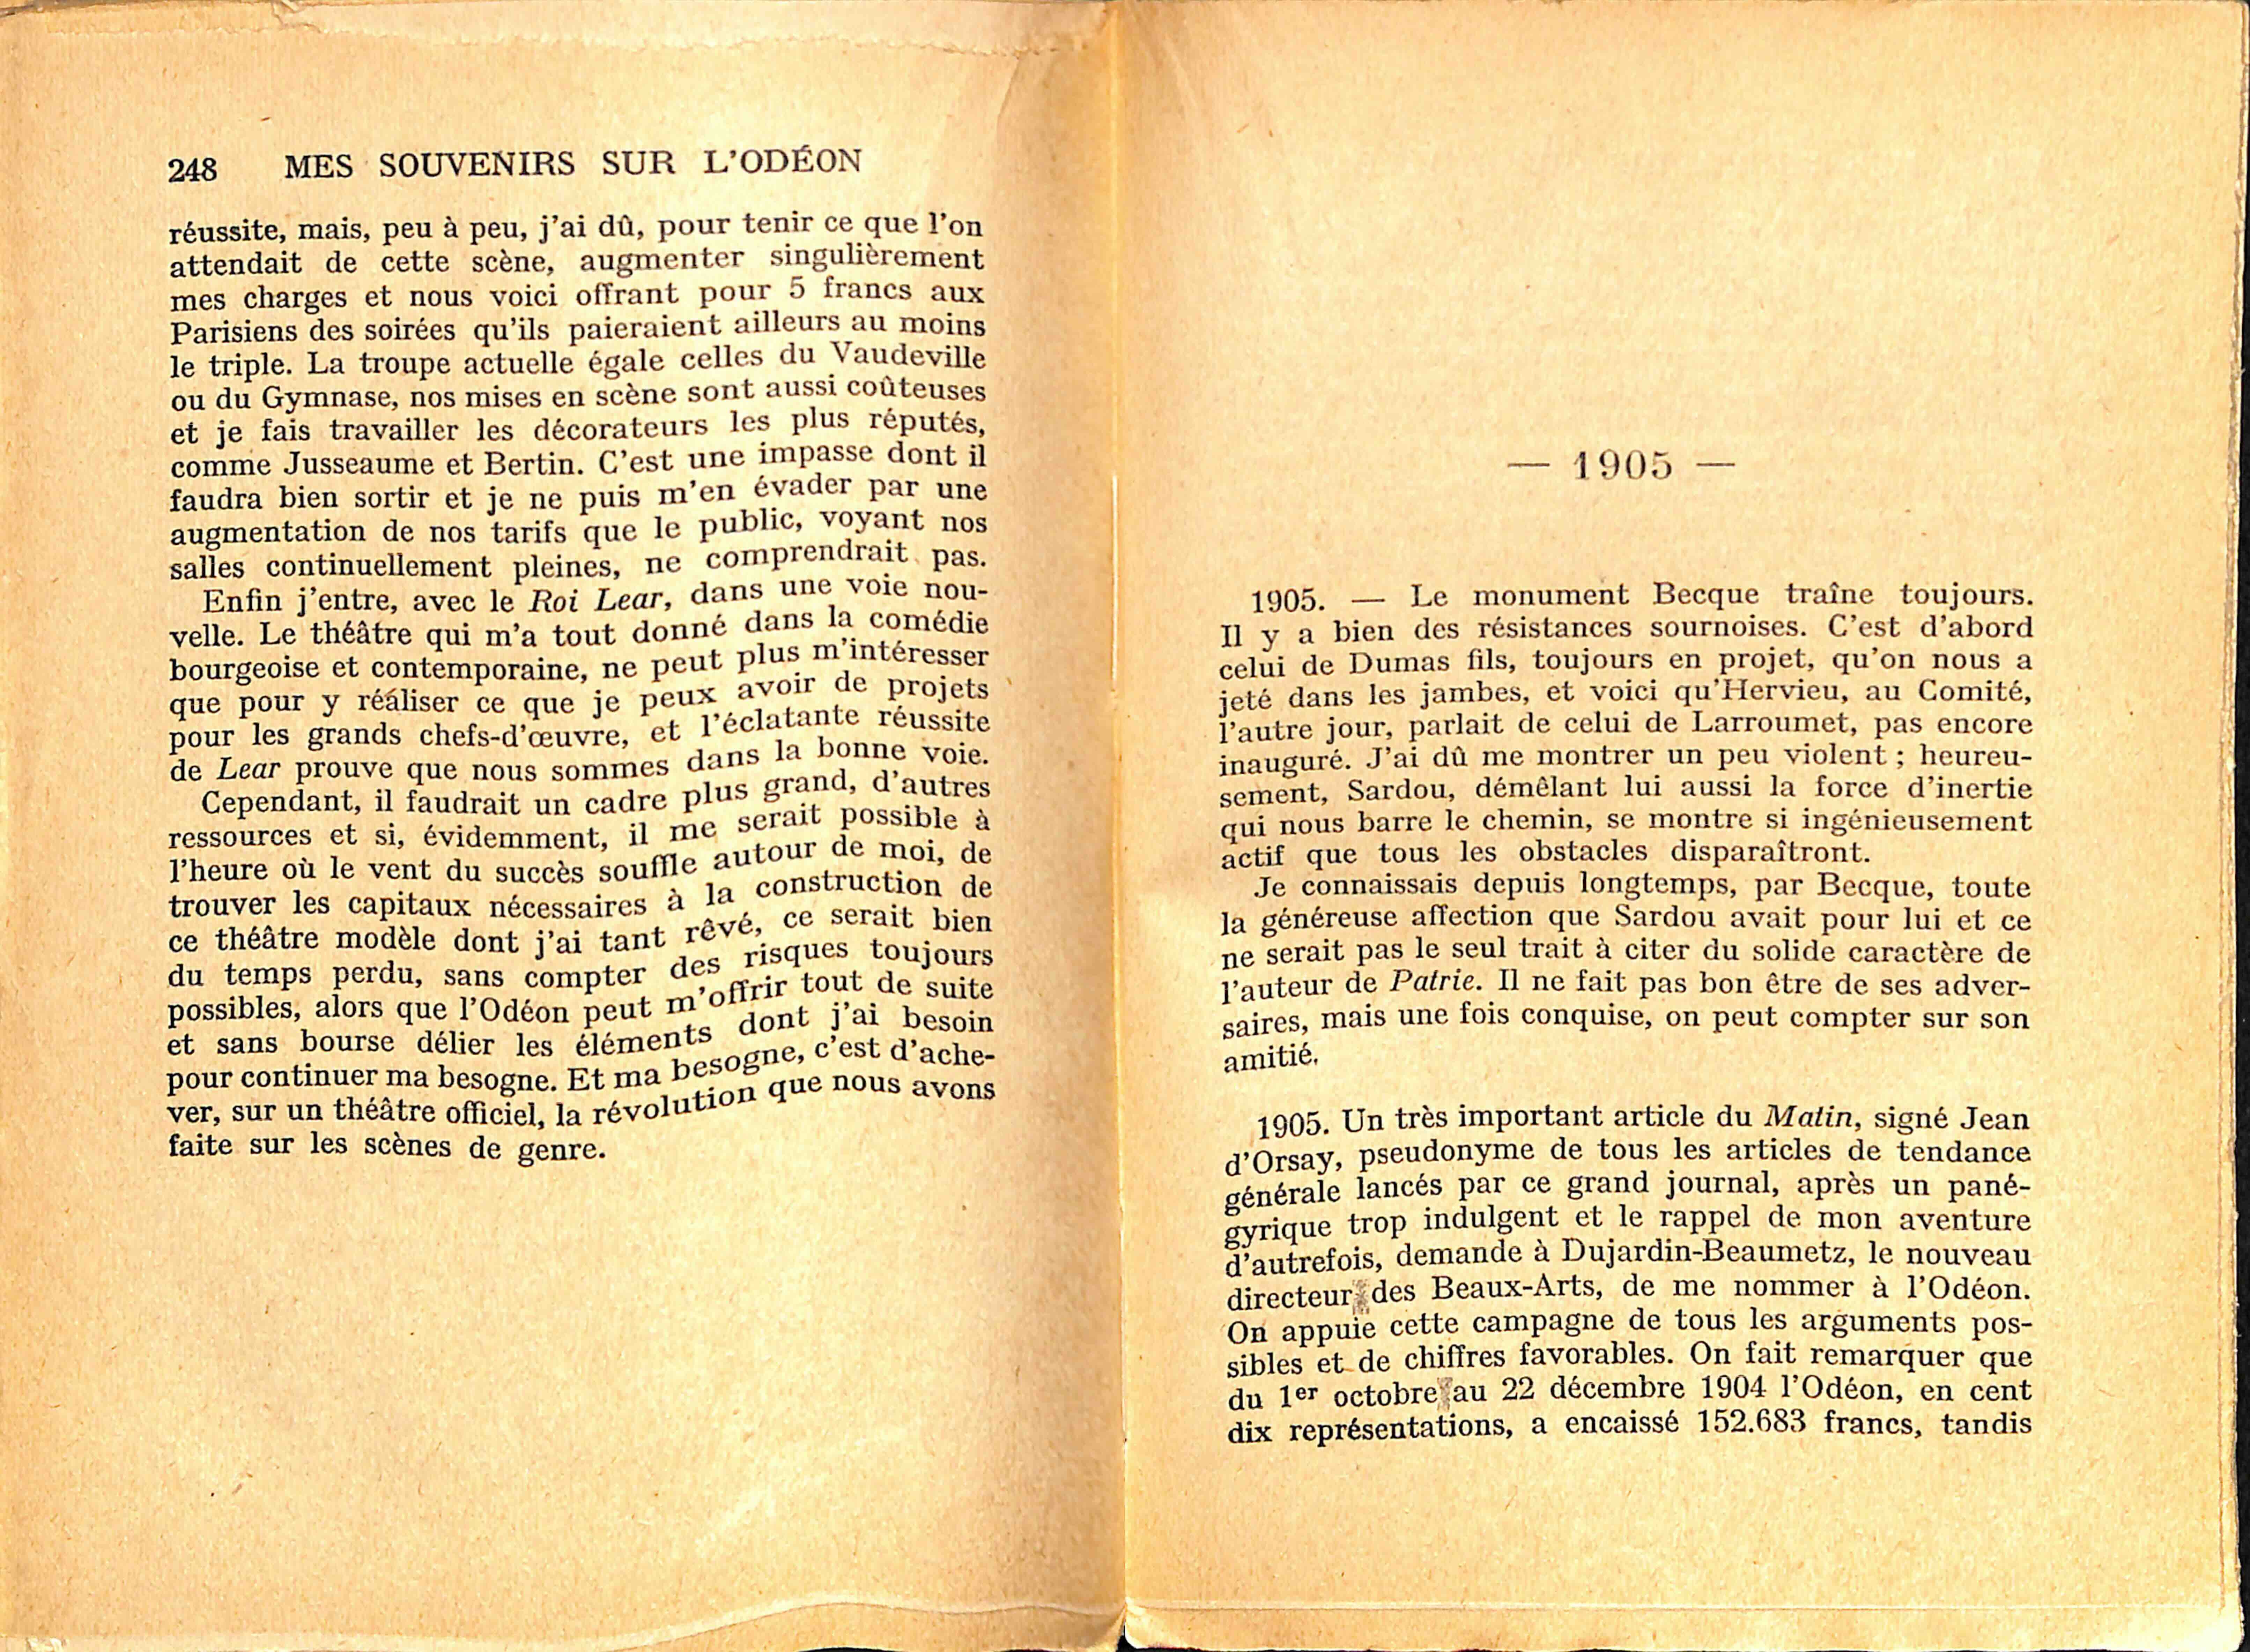 248 MES SOUVENIRS SUR L'ODÉON
réussite, mais, peu à peu, j'ai dû, pour tenir ce que l'on
attendait de cette scène, augmenter singulièrement
mes charges et nous voici offrant pour 5 francs aux
Parisiens des soirées qu'ils paieraient ailleurs au moins
le triple. La troupe actuelle égale celles du Vaudeville
ou du Gymnase, nos mises en scène sont aussi coûteuses
et je fais travailler les décorateurs les plus réputés,
comme Jusseaume et Bertin. C'est une impasse dont il
faudra bien sortir et je ne puis m'en évader par une
augmentation de nos tarifs que le public, voyant nos
salles continuellement pleines, ne comprendrait pas.
Enfin j'entre, avec le Roi Lear, dans une voie nou-
velle. Le théâtre qui m'a tout donné dans la comédie
bourgeoise et contemporaine, ne peut plus m'intéresser
que pour y réaliser ce que je peux avoir de projets
pour les grands chefs-d'œuvre, et l'éclatante réussite
de Lear prouve que nous sommes dans la bonne voie.
Cependant, il faudrait un cadre plus grand, d'autres
ressources et si, évidemment, il me serait possible à
l'heure où le vent du succès souffle autour de moi, de
trouver les capitaux nécessaires à la construction de
ce théâtre modèle dont j'ai tant rêvé, ce serait bien
du temps perdu, sans compter des risques toujours
possibles, alors que l'Odéon peut m'offrir tout de suite
et sans bourse délier les éléments dont j'ai besoin
pour continuer ma besogne. Et ma besogne, c'est d'ache-
ver, sur un théâtre officiel, la révolution que nous avons
faite sur les scènes de genre.
— 1905 —
1905. — Le monument Becque traîne toujours.
Il y a bien des résistances sournoises. C'est d'abord
celui de Dumas fils, toujours en projet, qu'on nous a
jeté dans les jambes, et voici qu'Hervieu, au Comité,
l'autre jour, parlait de celui de Larroumet, pas encore
inauguré. J'ai dû me montrer un peu violent ; heureu-
sement, Sardou, démêlant lui aussi la force d'inertie
qui nous barre le chemin, se montre si ingénieusement
actif que tous les obstacles disparaîtront.
Je connaissais depuis longtemps, par Becque, toute
la généreuse affection que Sardou avait pour lui et ce
ne serait pas le seul trait à citer du solide caractère de
l'auteur de Patrie. Il ne fait pas bon être de ses adver-
saires, mais une fois conquise, on peut compter sur son
amitié.
1905. Un très important article du Matin, signé Jean
d'Orsay, pseudonyme de tous les articles de tendance
générale lancés par ce grand journal, après un pané-
gyrique trop indulgent et le rappel de mon aventure
d'autrefois, demande à Dujardin-Beaumetz, le nouveau
directeur des Beaux-Arts, de me nommer à l'Odéon.
On appuie cette campagne de tous les arguments pos-
sibles et de chiffres favorables. On fait remarquer que
du 1er octobre au 22 décembre 1904 l'Odéon, en cent
dix représentations, a encaissé 152.683 francs, tandis